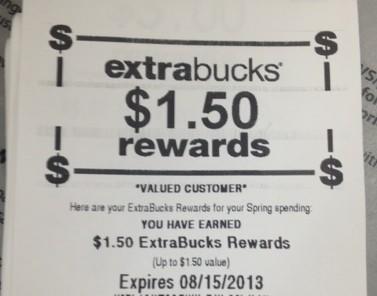 $ $
extrabucks®
$1.50
rewards
$ $
*VALUED CUSTOMER*
Here are your ExtraBucks Rewards for your Spring spending:
YOU HAVE EARNED
$1.50 ExtraBucks Rewards
(Up to $1.50 value)
Expires 08/15/2013